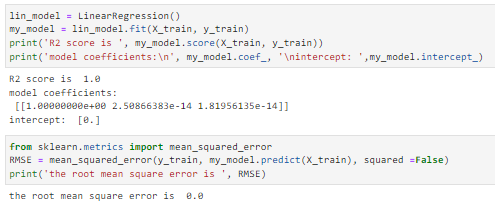 lin_model = LinearRegression()
my_model = lin_model.fit(X_train, y_train)
print('R2 score is ', my_model.score(X_train, y_train))
print('model coefficients:\n', my_model.coef_, '\nintercept: ',my_model.intercept_)
R2 score is  1.0
model coefficients:
 [[1.00000000e+00 2.50866383e-14 1.81956135e-14]]
intercept:  [0.]
from sklearn.metrics import mean_squared_error
RMSE = mean_squared_error(y_train, my_model.predict(X_train), squared =False)
print('the root mean square error is ', RMSE)
the root mean square error is  0.0